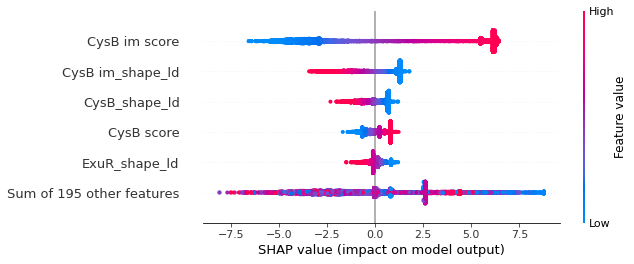 High
CysB im score
CysB im_shape_ld
CysB_shape_ld
CysB score
ExuR_shape_ld
Sum of 195 other features
Feature value
Low
−7.5 −5.0 −2.5 0.0 2.5 5.0 7.5
SHAP value (impact on model output)